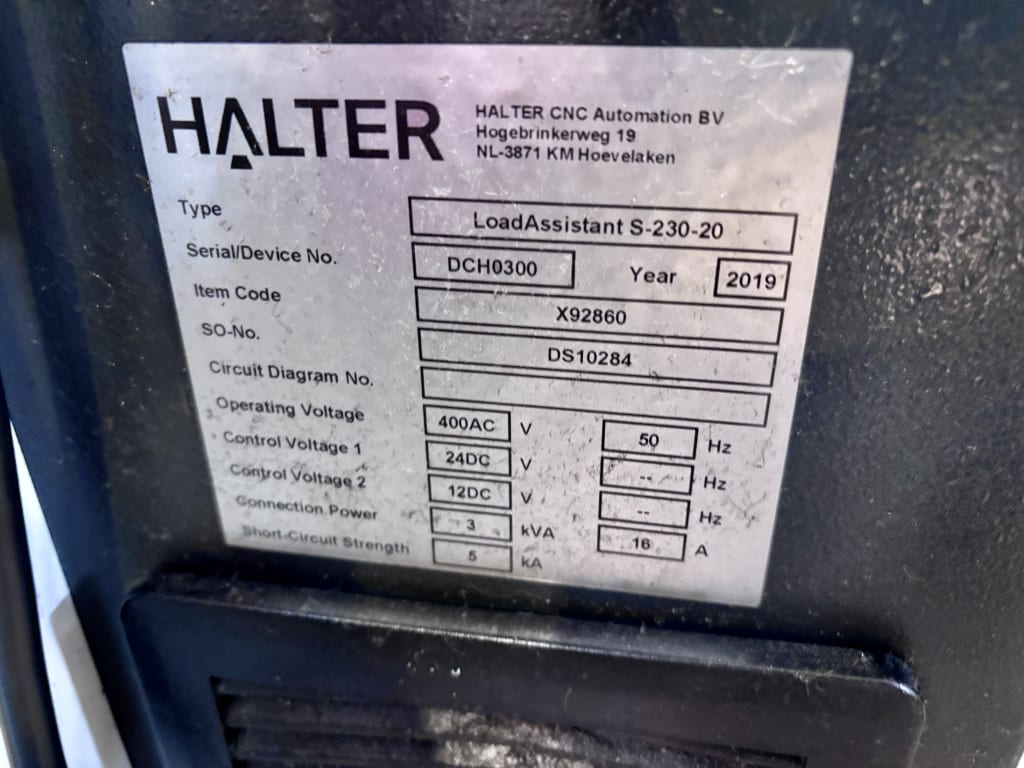 HALTER
HALTER CNC Automation BV
Hogebrinkerweg 19
NL-3871 KM Hoevelaken
Type LoadAssistant S-230-20
Serial/Device No. DCH0300 Year 2019
Item Code X92860
SO-No. DS10284
Circuit Diagram No.
Operating Voltage 400AC V 50 Hz
Control Voltage 1 24DC V -- Hz
Control Voltage 2 12DC V -- Hz
Connection Power 3 kVA 16 A
Short-Circuit Strength 5 kA